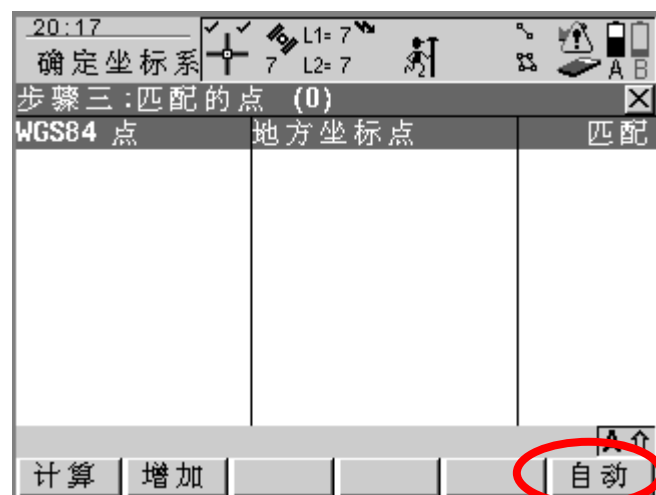 20:17
L1= 7
确定坐标系 7 L2= 7 A B
步骤三:匹配的点 (0)
WGS84 点 地方坐标点 匹配
A
计算 增加 自动